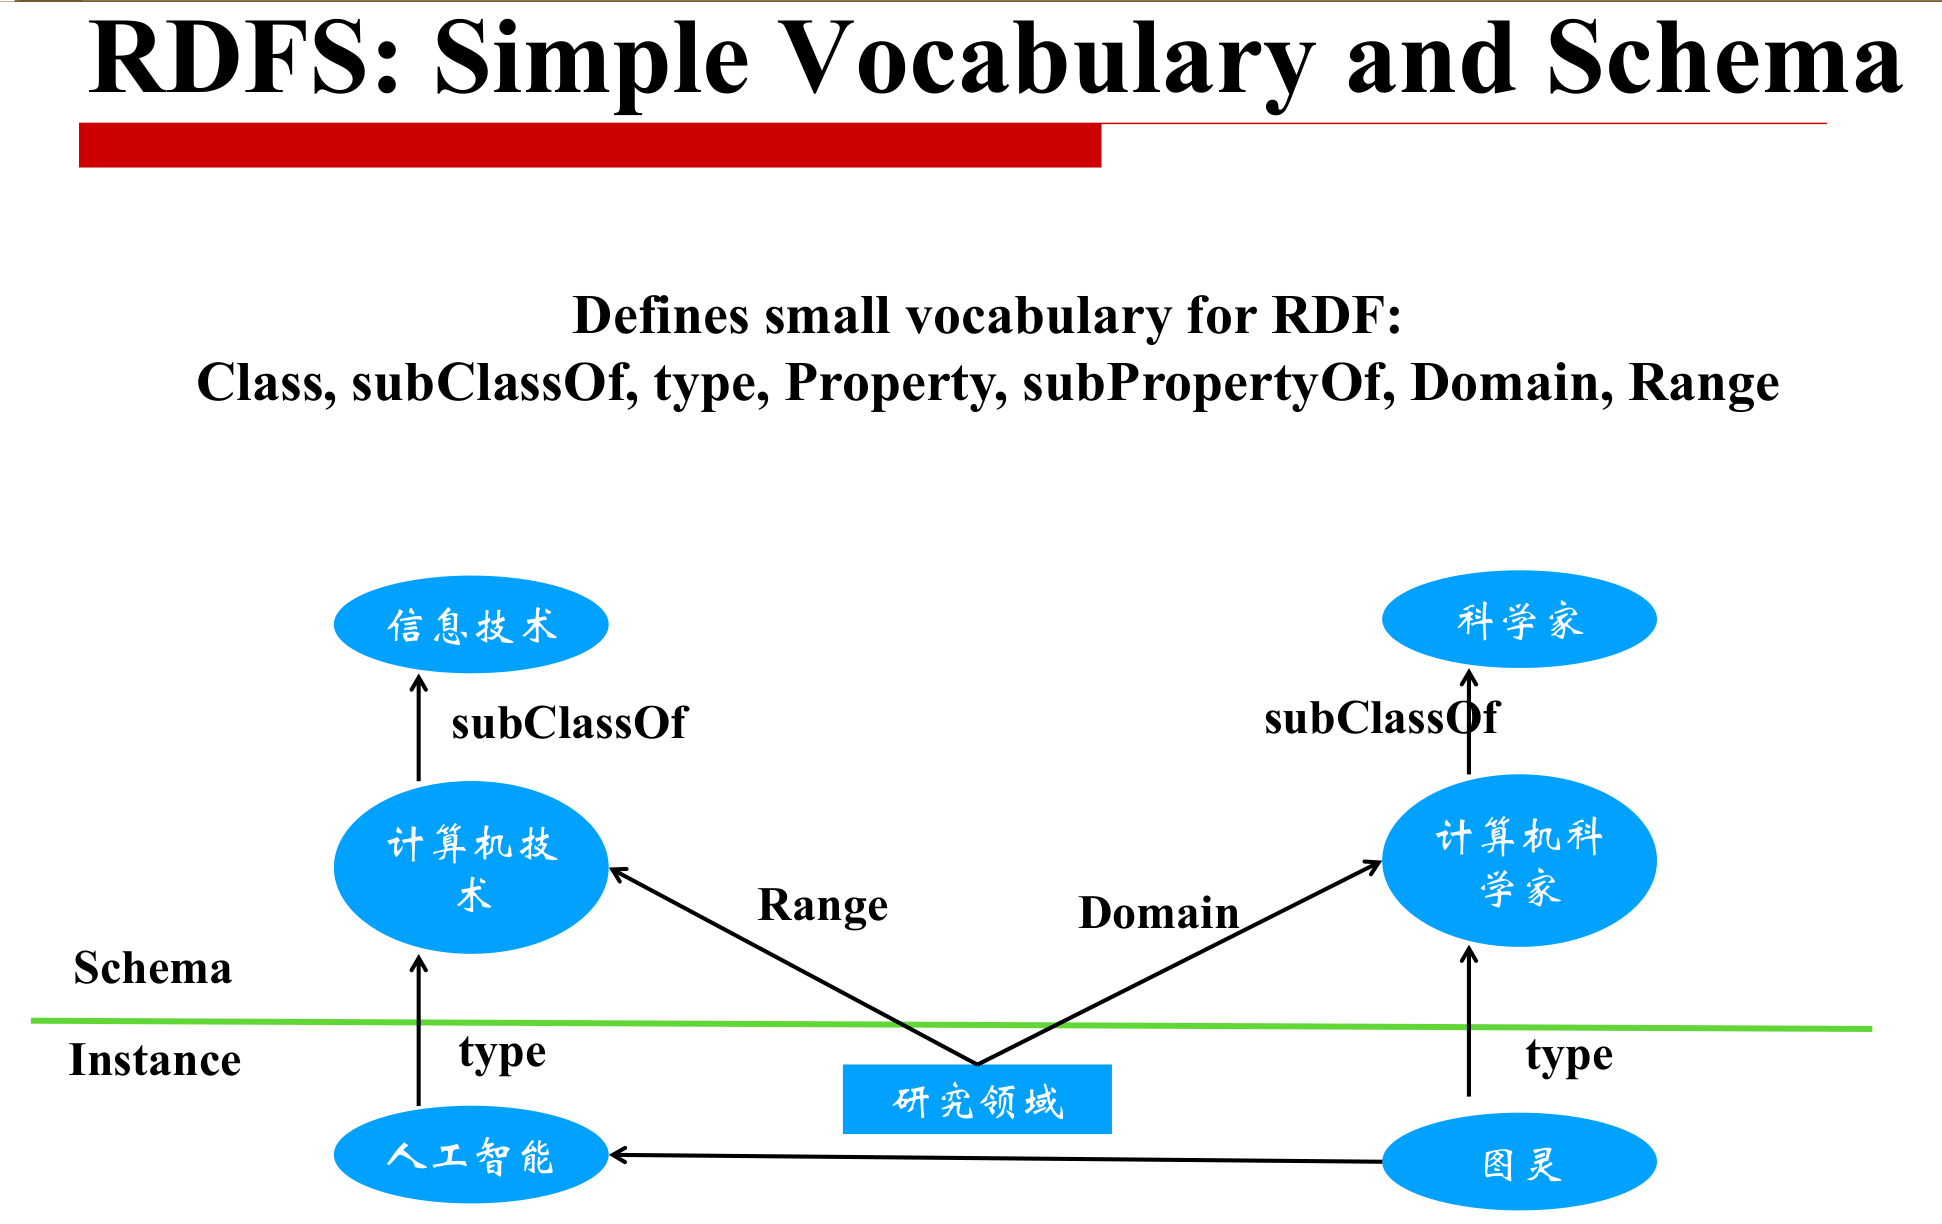 RDFS: Simple Vocabulary and Schema
Defines small vocabulary for RDF:
Class, subClassOf, type, Property, subPropertyOf, Domain, Range
信息技术
科学家
subClassOf
subClassOf
计算机技
术
计算机科
学家
Range
Domain
Schema
Instance
type
type
研究领域
人工智能
图灵